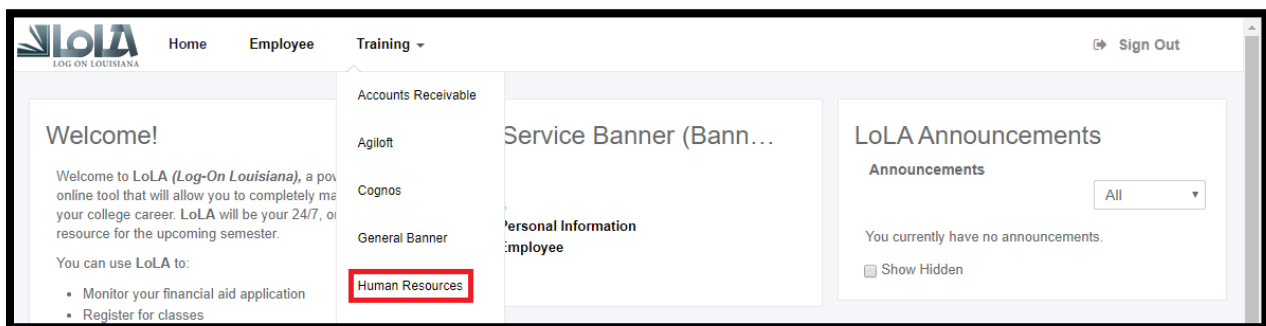 LOLA
LOG ON LOUISIANA
Home
Employee
Training
Sign Out
Accounts Receivable
Agiloft
Cognos
General Banner
Human Resources
Welcome!
Welcome to LoLA (Log-On Louisiana), a
online tool that will allow you to completely
your college career. LoLA will be your 24/7,
resource for the upcoming semester.
You can use LoLA to:
• Monitor your financial aid application
• Register for classes
Service Banner (Bann...
Personal Information
Employee
LoLA Announcements
Announcements
All
You currently have no announcements.
Show Hidden